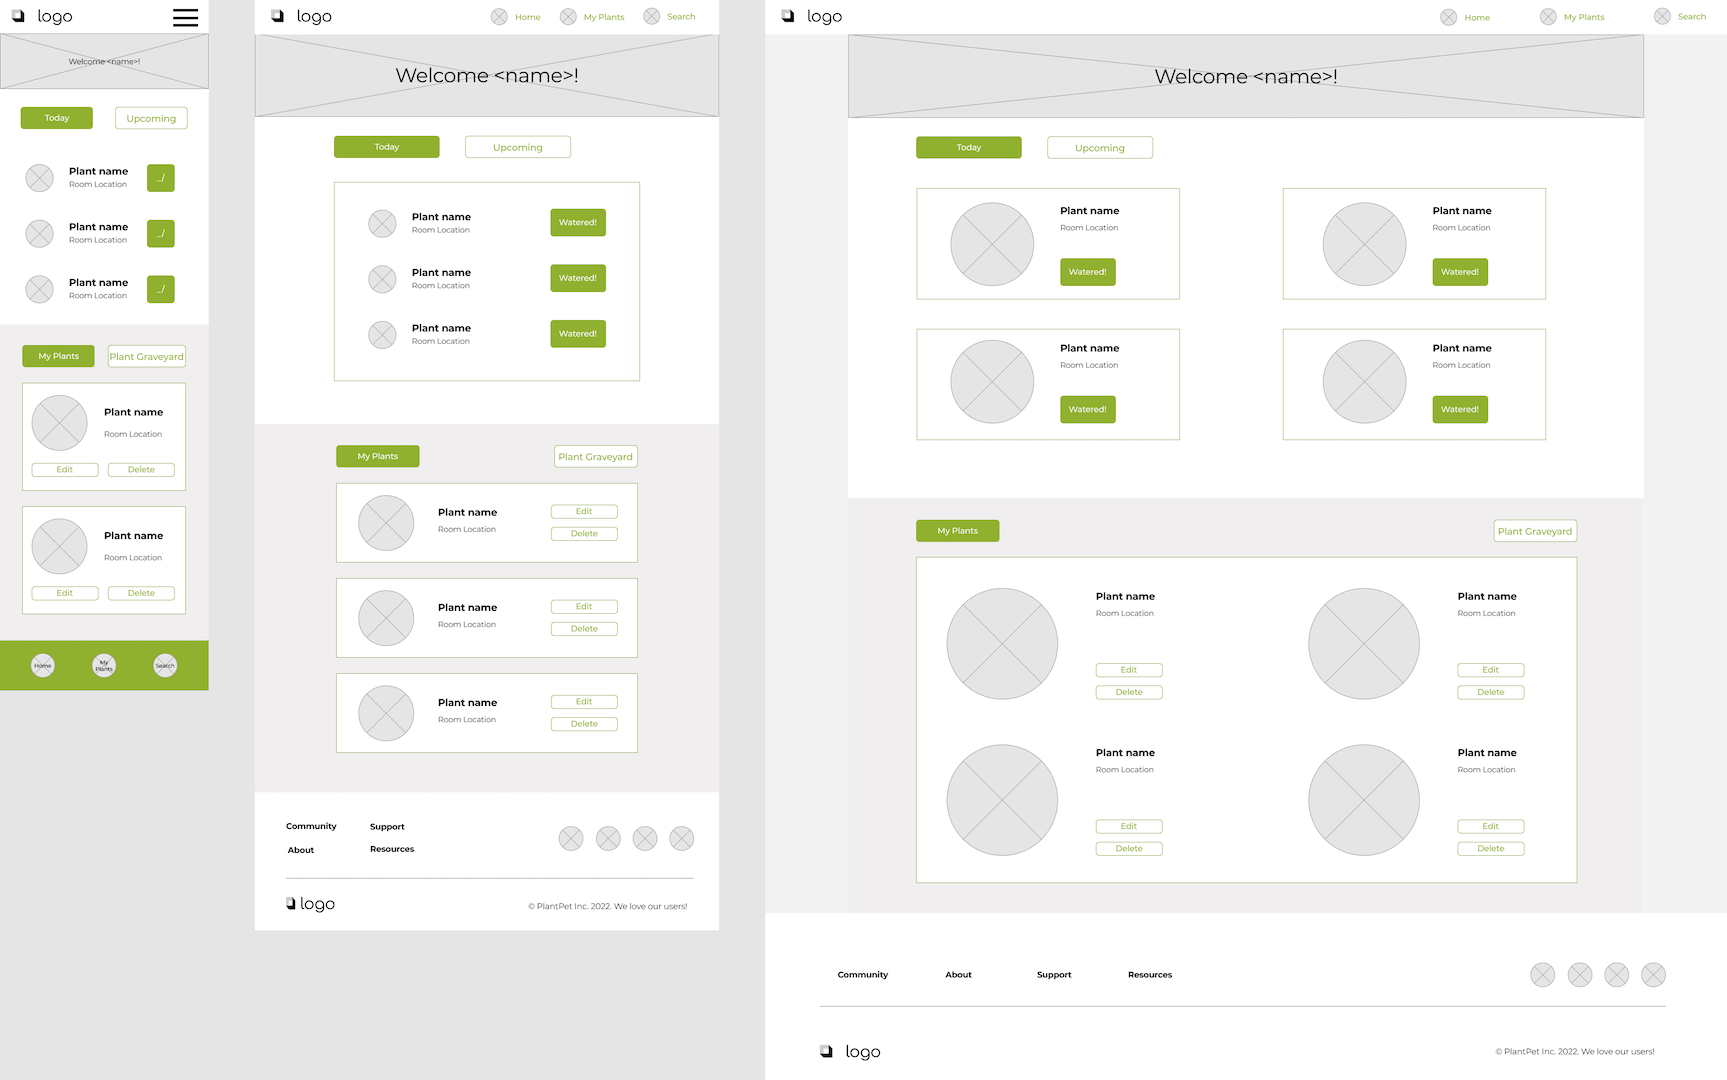 logo
Welcome <name>!
Today
Upcoming
Plant name
Room Location
_/
Plant name
Room Location
_/
Plant name
Room Location
_/
My Plants
Plant Graveyard
Plant name
Room Location
Edit
Delete
Plant name
Room Location
Edit
Delete
Home
My
Plants
Search
logo
Home
My Plants
Search
Welcome <name>!
Today
Upcoming
Plant name
Room Location
Watered!
Plant name
Room Location
Watered!
Plant name
Room Location
Watered!
My Plants
Plant Graveyard
Plant name
Room Location
Edit
Delete
Plant name
Room Location
Edit
Delete
Plant name
Room Location
Edit
Delete
Community
Support
About
Resources
logo
© PlantPet Inc. 2022. We love our users!
logo
Home
My Plants
Search
Welcome <name>!
Today
Upcoming
Plant name
Room Location
Watered!
Plant name
Room Location
Watered!
Plant name
Room Location
Watered!
Plant name
Room Location
Watered!
My Plants
Plant Graveyard
Plant name
Room Location
Edit
Delete
Plant name
Room Location
Edit
Delete
Plant name
Room Location
Edit
Delete
Plant name
Room Location
Edit
Delete
Community
About
Support
Resources
logo
© PlantPet Inc. 2022. We love our users!